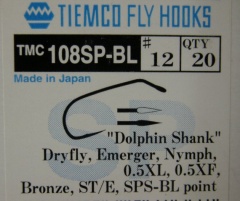 TIEMCO FLY HOOKS
TMC 108SP-BL # 12 QTY 20
Made in Japan
SP
"Dolphin Shank"
Dryfly, Emerger, Nymph,
0.5XL, 0.5XF,
Bronze, ST/E, SPS-BL point